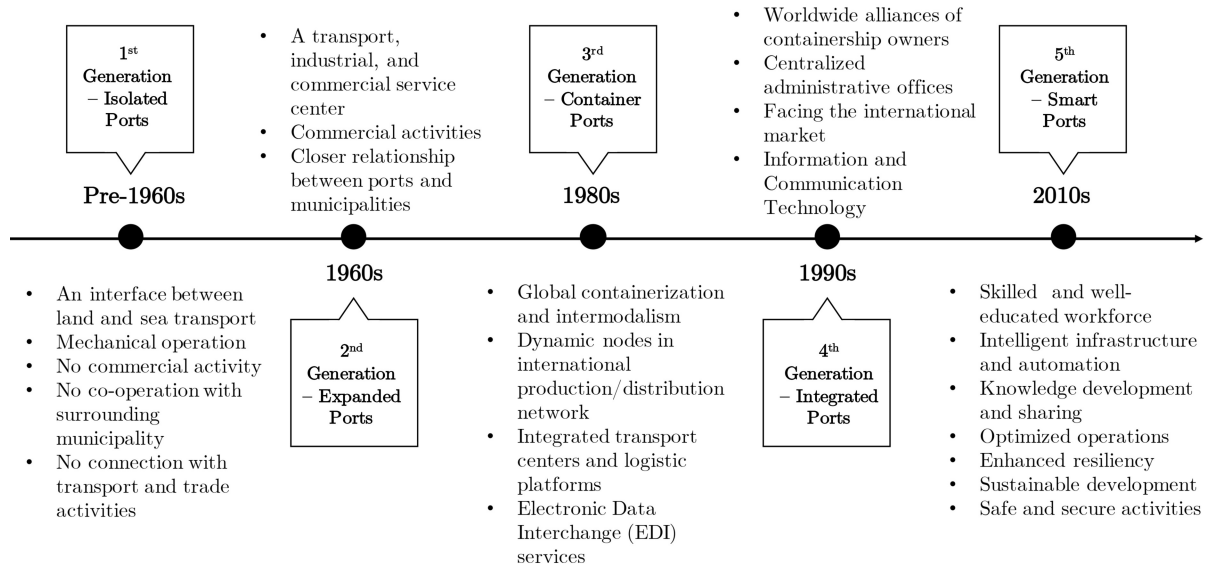 1st
Generation
– Isolated
Ports
Pre-1960s
• An interface between
land and sea transport
• Mechanical operation
• No commercial activity
• No co-operation with
surrounding
municipality
• No connection with
transport and trade
activities
• A transport,
industrial, and
commercial service
center
• Commercial activities
• Closer relationship
between ports and
municipalities
1960s
2nd
Generation
– Expanded
Ports
3rd
Generation
– Container
Ports
1980s
• Global containerization
and intermodalism
• Dynamic nodes in
international
production/distribution
network
• Integrated transport
centers and logistic
platforms
• Electronic Data
Interchange (EDI)
services
• Worldwide alliances of
containership owners
• Centralized
administrative offices
• Facing the international
market
• Information and
Communication
Technology
1990s
4th
Generation
– Integrated
Ports
5th
Generation
– Smart
Ports
2010s
• Skilled and well-
educated workforce
• Intelligent infrastructure
and automation
• Knowledge development
and sharing
• Optimized operations
• Enhanced resiliency
• Sustainable development
• Safe and secure activities